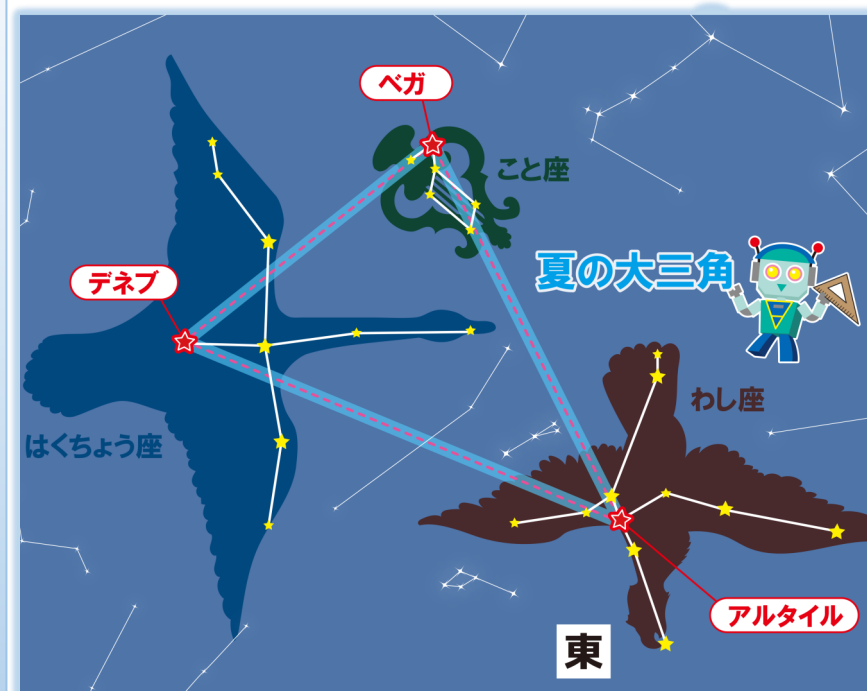 ベガ
こと座
夏の大三角
デネブ
わし座
はくちょう座
アルタイル
東